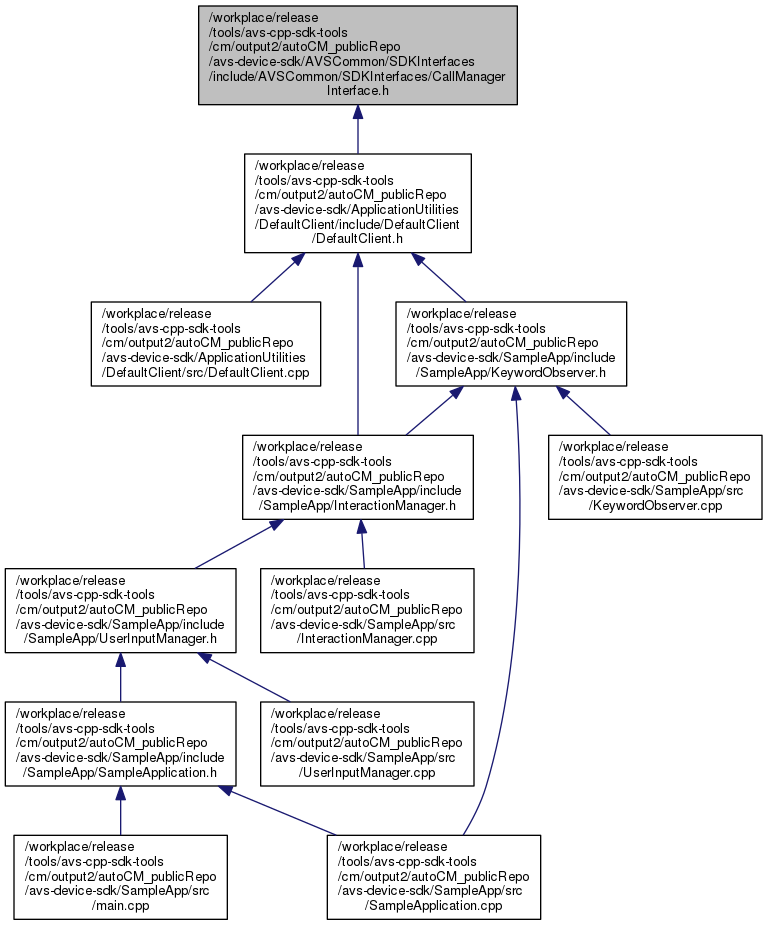 /workplace/release
/tools/avs-cpp-sdk-tools
/cm/output2/autoCM_publicRepo
/avs-device-sdk/AVSCommon/SDKInterfaces
/include/AVSCommon/SDKInterfaces/CallManager
Interface.h
/workplace/release
/tools/avs-cpp-sdk-tools
/cm/output2/autoCM_publicRepo
/avs-device-sdk/ApplicationUtilities
/DefaultClient/include/DefaultClient
/DefaultClient.h
/workplace/release
/tools/avs-cpp-sdk-tools
/cm/output2/autoCM_publicRepo
/avs-device-sdk/ApplicationUtilities
/DefaultClient/src/DefaultClient.cpp
/workplace/release
/tools/avs-cpp-sdk-tools
/cm/output2/autoCM_publicRepo
/avs-device-sdk/SampleApp/include
/SampleApp/KeywordObserver.h
/workplace/release
/tools/avs-cpp-sdk-tools
/cm/output2/autoCM_publicRepo
/avs-device-sdk/SampleApp/include
/SampleApp/InteractionManager.h
/workplace/release
/tools/avs-cpp-sdk-tools
/cm/output2/autoCM_publicRepo
/avs-device-sdk/SampleApp/src
/KeywordObserver.cpp
/workplace/release
/tools/avs-cpp-sdk-tools
/cm/output2/autoCM_publicRepo
/avs-device-sdk/SampleApp/include
/SampleApp/UserInputManager.h
/workplace/release
/tools/avs-cpp-sdk-tools
/cm/output2/autoCM_publicRepo
/avs-device-sdk/SampleApp/src
/InteractionManager.cpp
/workplace/release
/tools/avs-cpp-sdk-tools
/cm/output2/autoCM_publicRepo
/avs-device-sdk/SampleApp/include
/SampleApp/SampleApplication.h
/workplace/release
/tools/avs-cpp-sdk-tools
/cm/output2/autoCM_publicRepo
/avs-device-sdk/SampleApp/src
/UserInputManager.cpp
/workplace/release
/tools/avs-cpp-sdk-tools
/cm/output2/autoCM_publicRepo
/avs-device-sdk/SampleApp/src
/main.cpp
/workplace/release
/tools/avs-cpp-sdk-tools
/cm/output2/autoCM_publicRepo
/avs-device-sdk/SampleApp/src
/SampleApplication.cpp